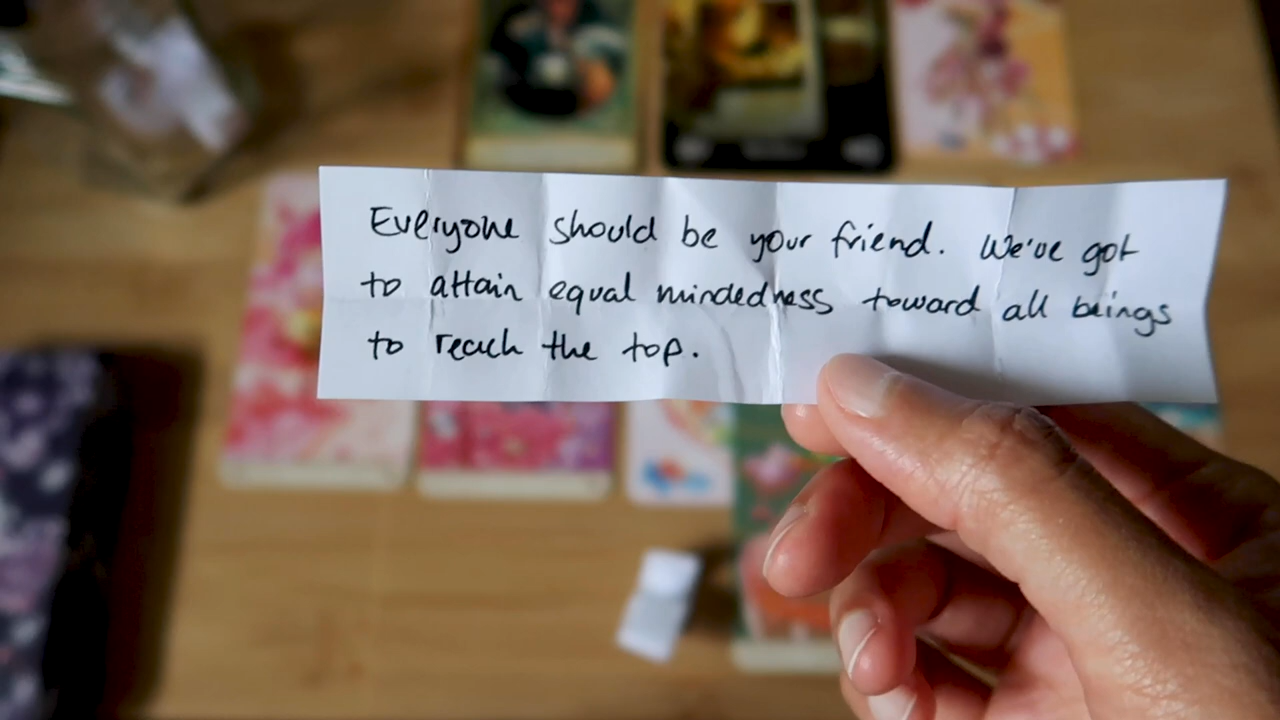 Everyone should be your friend. We've got
to attain equal mindedness toward all beings
to reach the top.